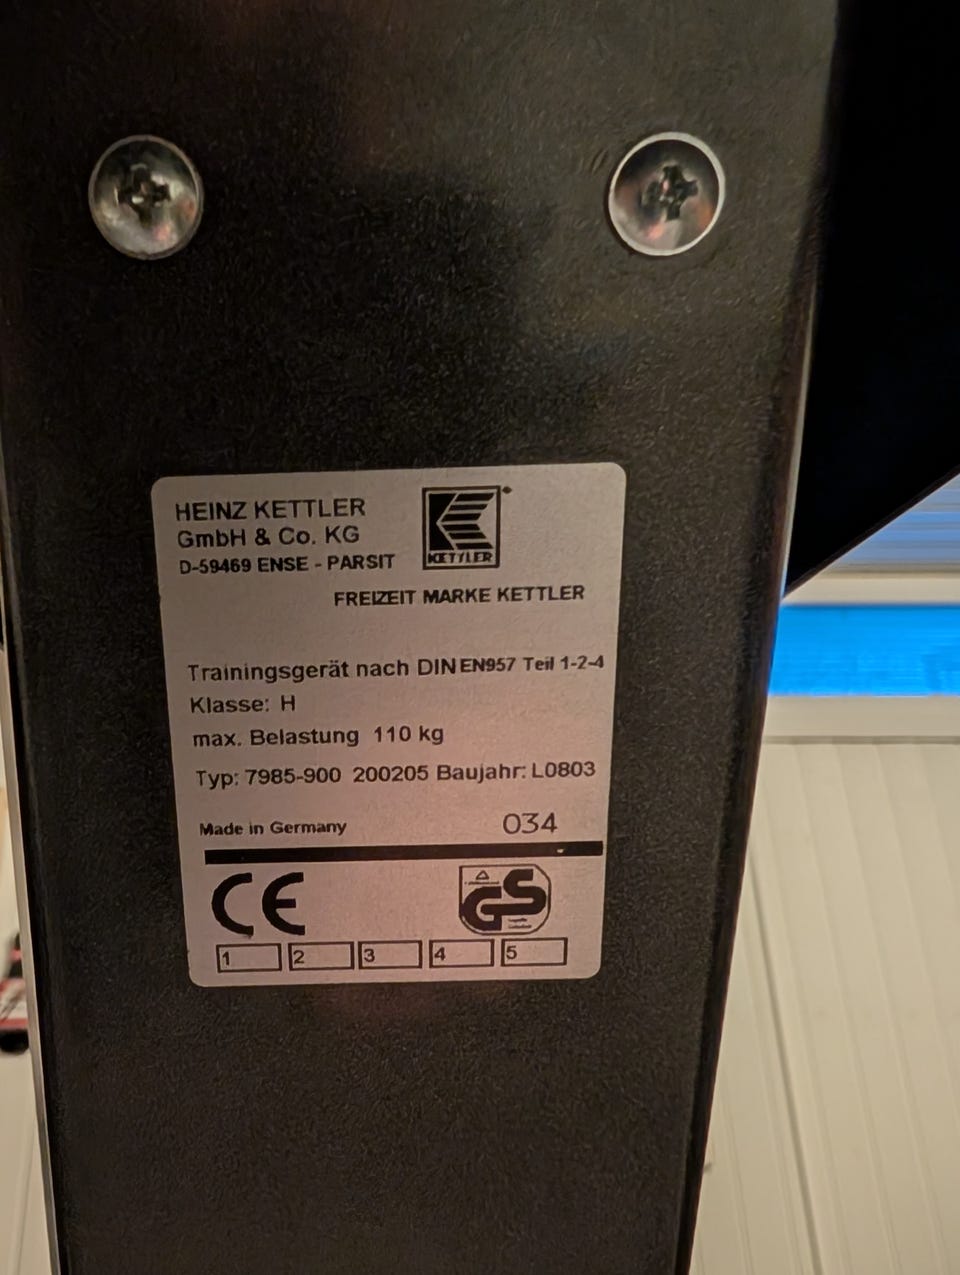 HEINZ KETTLER
GmbH & Co. KG
D-59469 ENSE - PARSIT
KETTLER
FREIZEIT MARKE KETTLER
Trainingsgerät nach DIN EN957 Teil 1-2-4
Klasse: H
max. Belastung 110 kg
Typ: 7985-900 200205 Baujahr: L0803
Made in Germany 034
CE GS
1 2 3 4 5